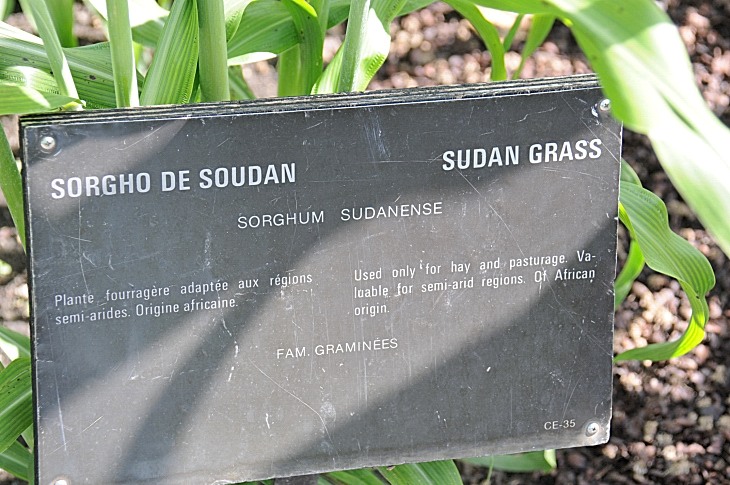 SORGHO DE SOUDAN
SUDAN GRASS
SORGHUM SUDANENSE
Plante fourragère adaptée aux régions
semi-arides. Origine africaine.
Used only for hay and pasturage. Va-
luable for semi-arid regions. Of African
origin.
FAM. GRAMINÉES
CE-35